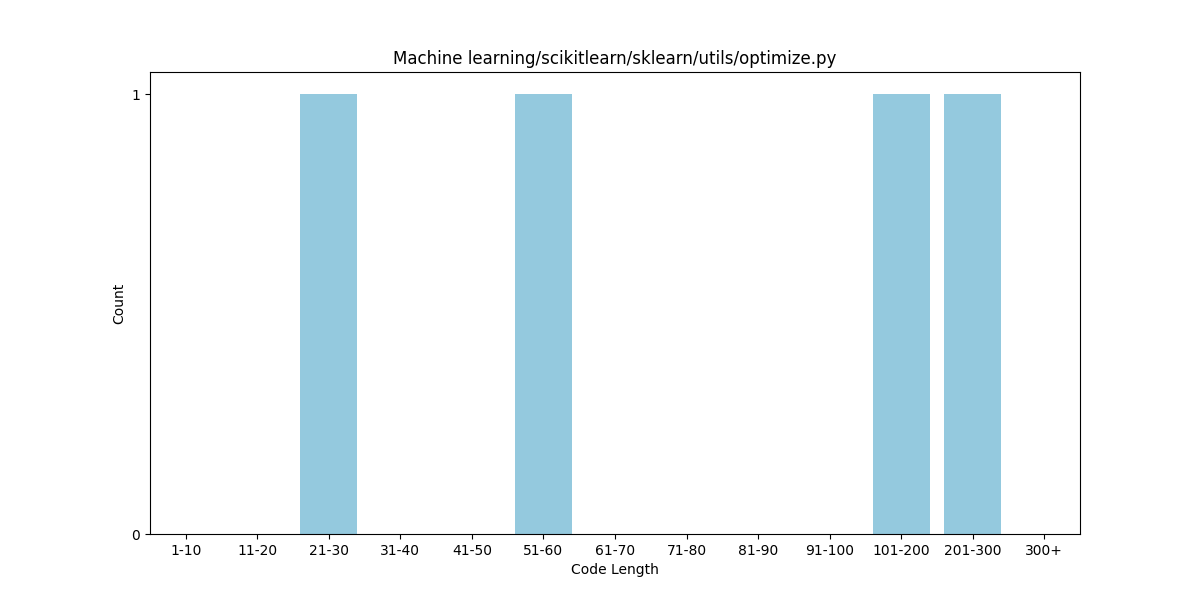 Machine learning/scikitlearn/sklearn/utils/optimize.py
1
Count
0
1-10 11-20 21-30 31-40 41-50 51-60 61-70 71-80 81-90 91-100 101-200 201-300 300+
Code Length